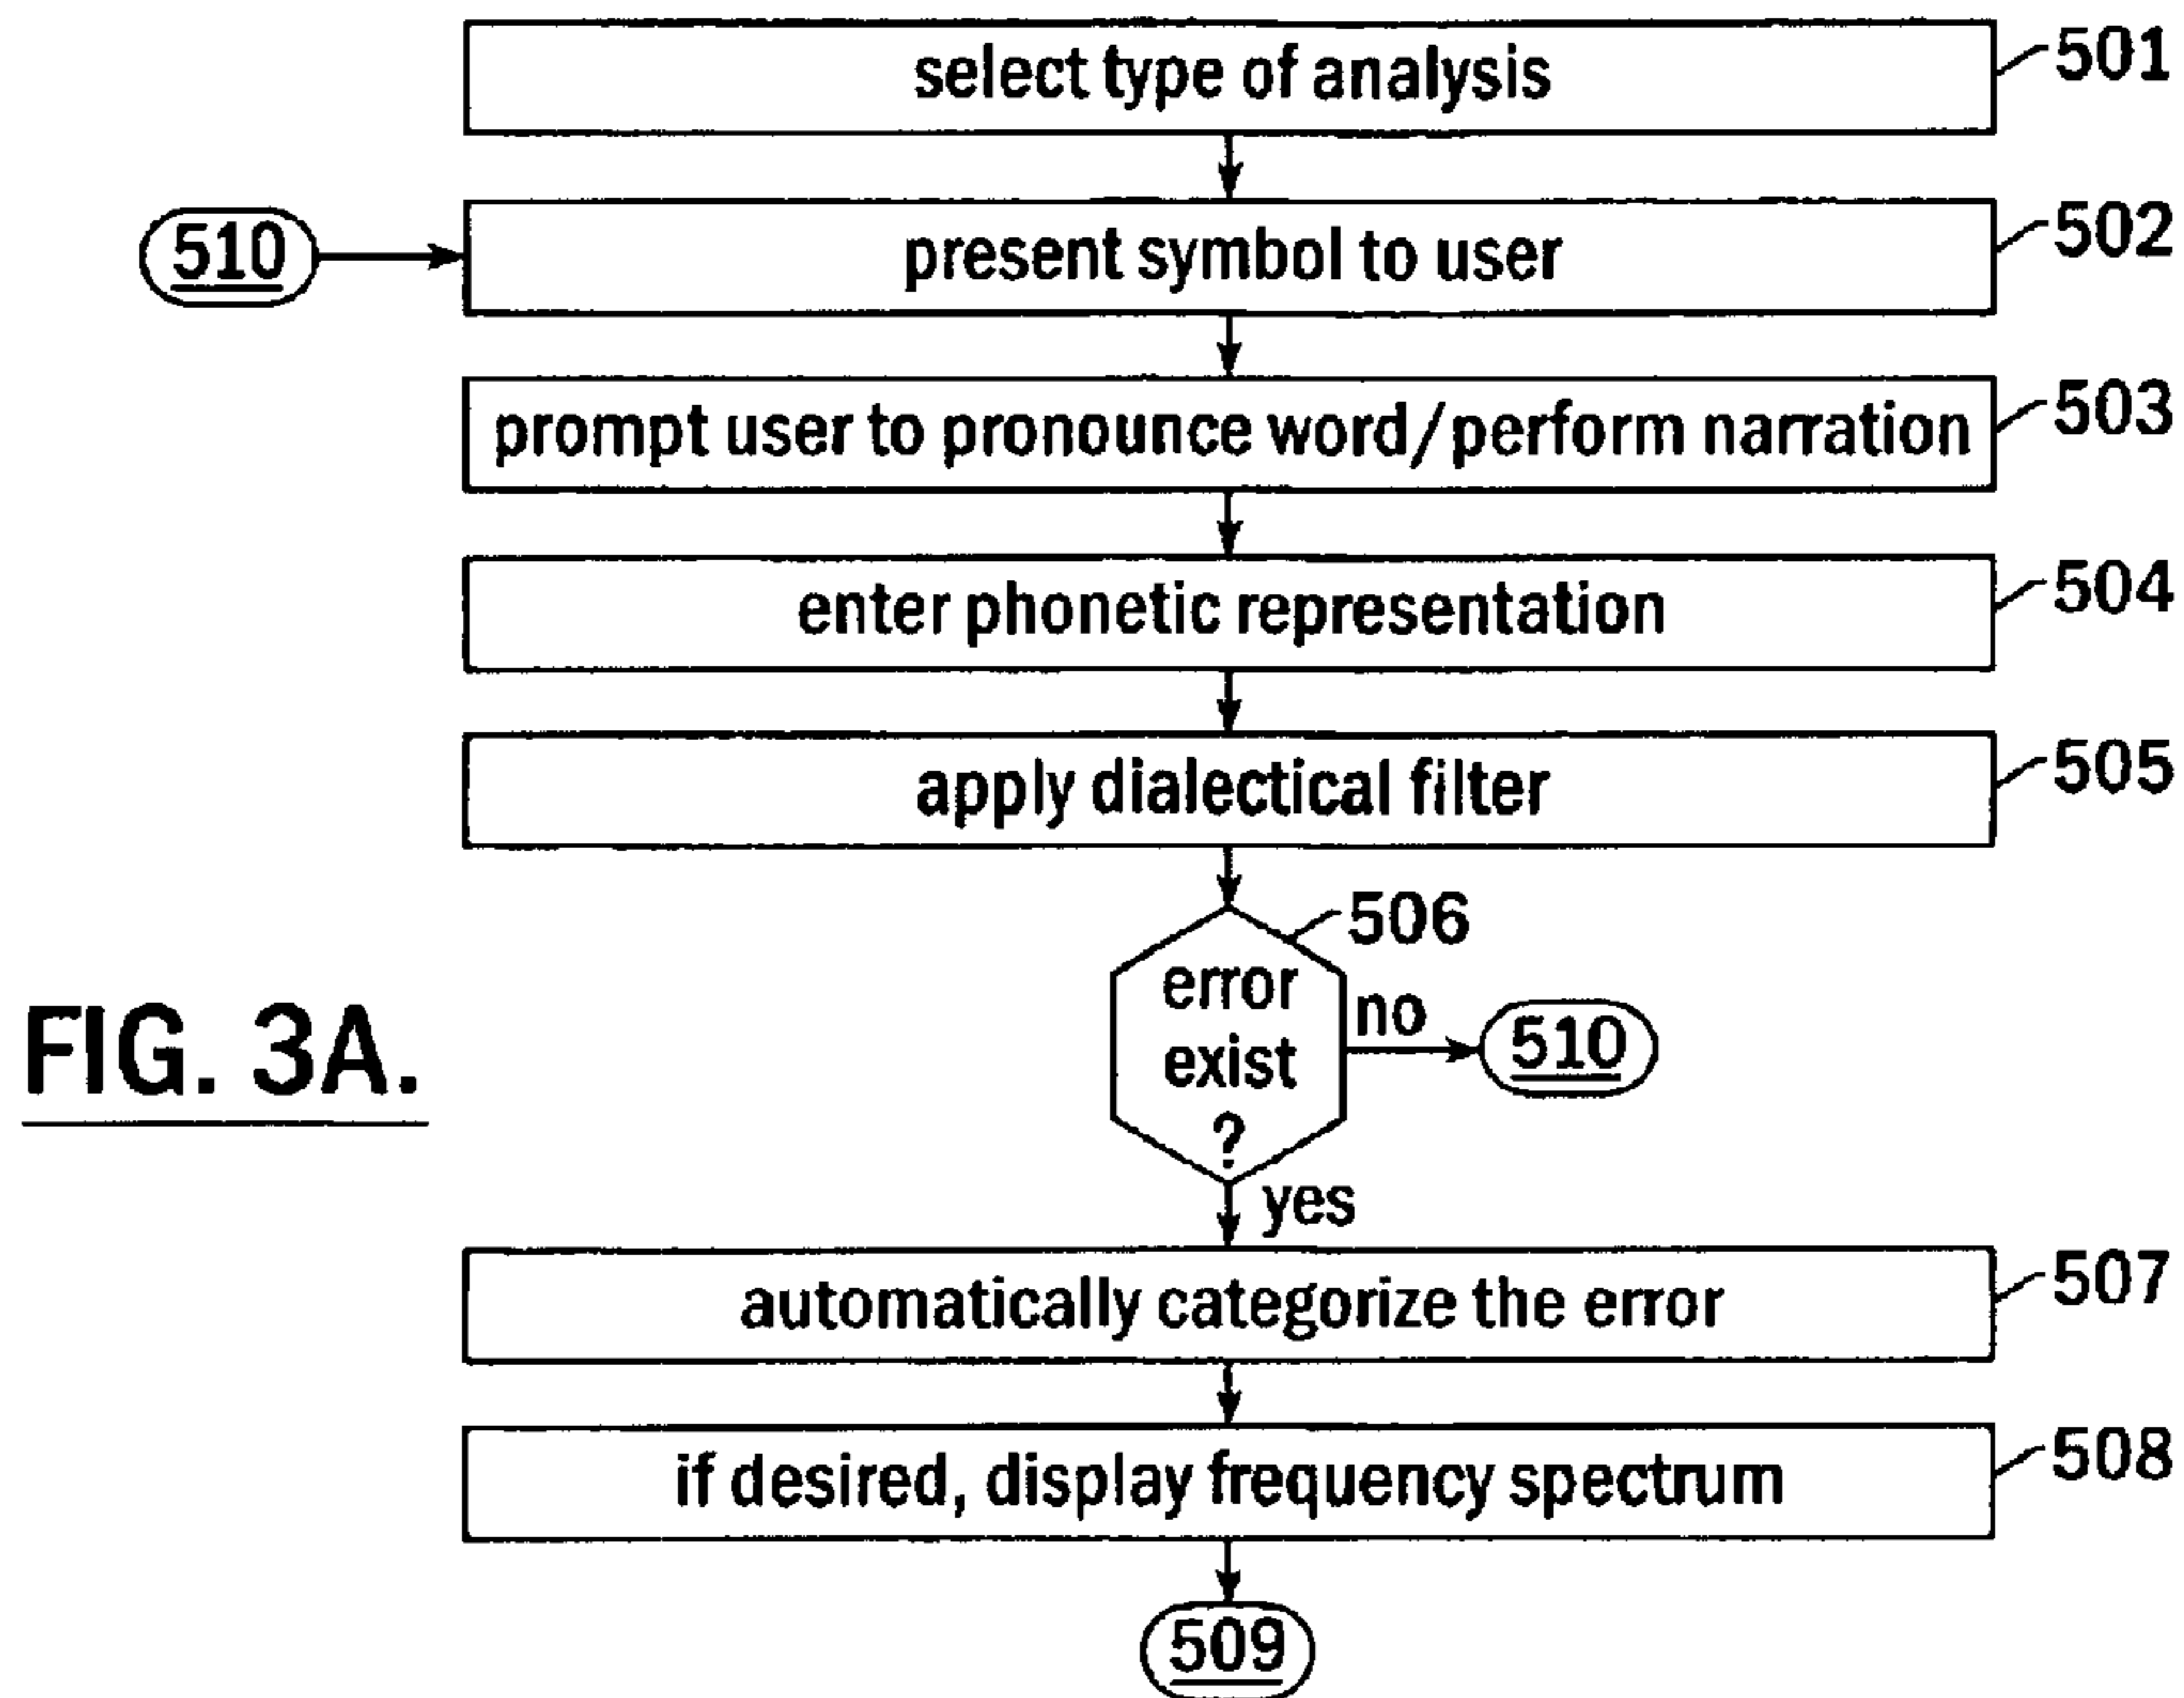 select type of analysis
501
510
present symbol to user
502
prompt user to pronounce word/perform narration
503
enter phonetic representation
504
apply dialectical filter
505
506
error
exist
?
no
510
FIG. 3A.
yes
automatically categorize the error
507
if desired, display frequency spectrum
508
509